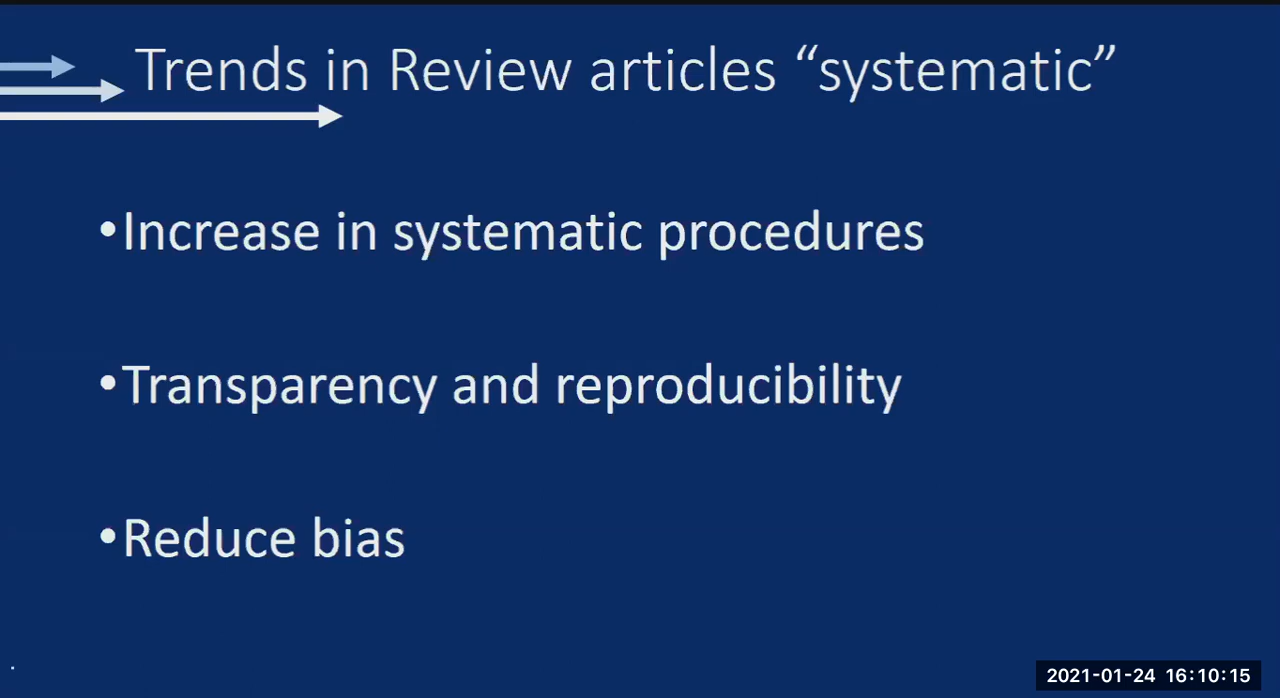 Trends in Review articles “systematic”
•Increase in systematic procedures
•Transparency and reproducibility
•Reduce bias
2021-01-24 16:10:15